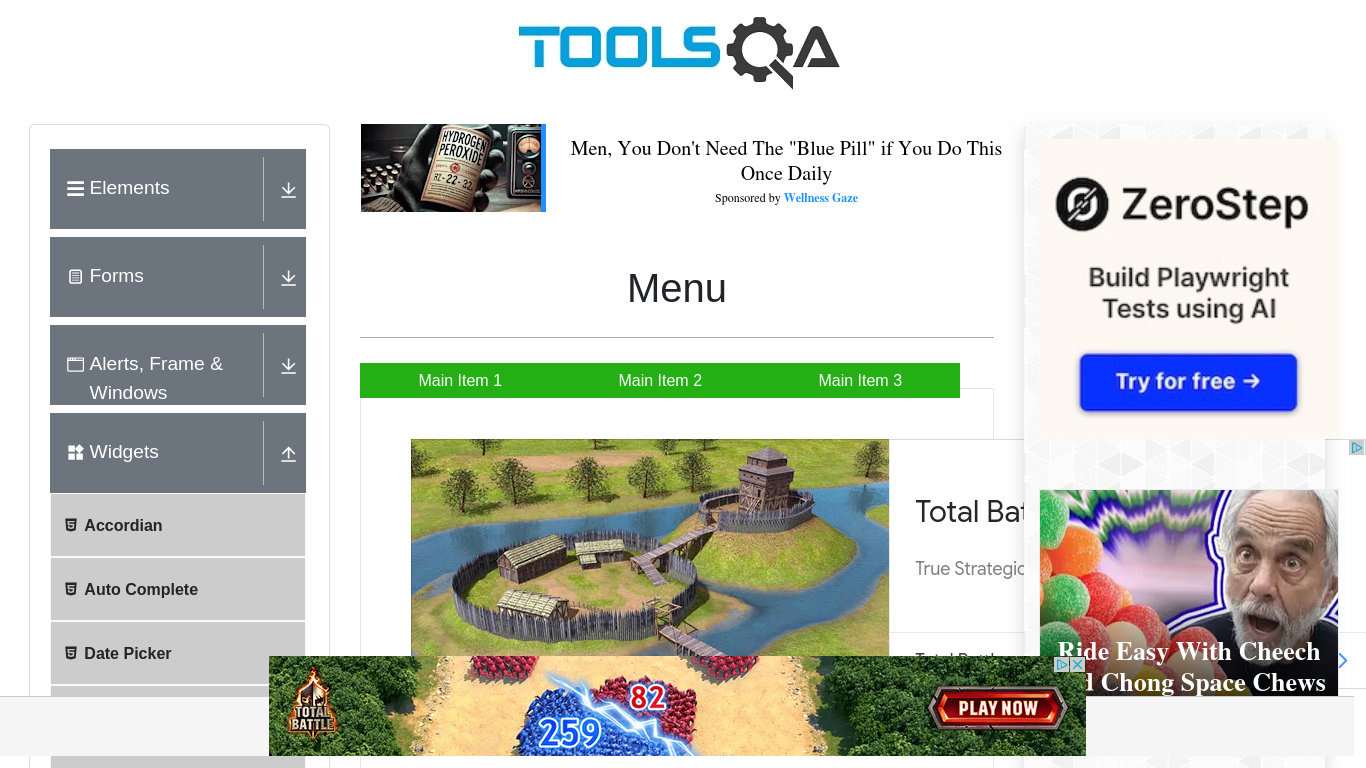 TOOLSQA
Elements
Forms
Alerts, Frame &
Windows
Widgets
Accordian
Auto Complete
Date Picker
HYDROGEN
PEROXIDE
Men, You Don't Need The "Blue Pill" if You Do This
Once Daily
Sponsored by Wellness Gaze
Menu
Main Item 1
Main Item 2
Main Item 3
Total Bat
True Strategic
ZeroStep
Build Playwright
Tests using AI
Try for free →
Ride Easy With Cheech
d Chong Space Chews
TOTAL
BATTLE
259
82
PLAY NOW